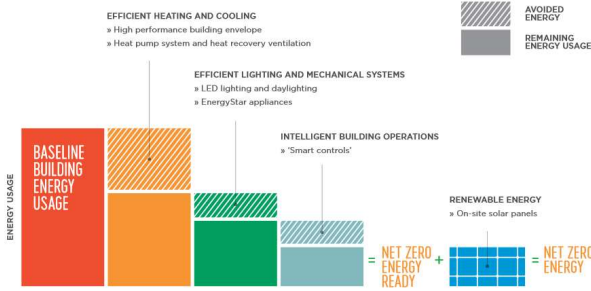 EFFICIENT HEATING AND COOLING
» High performance building envelope
» Heat pump system and heat recovery ventilation
AVOIDED
ENERGY
REMAINING
ENERGY USAGE
EFFICIENT LIGHTING AND MECHANICAL SYSTEMS
» LED lighting and daylighting
» EnergyStar appliances
INTELLIGENT BUILDING OPERATIONS
» 'Smart controls'
RENEWABLE ENERGY
» On-site solar panels
ENERGY USAGE
BASELINE
BUILDING
ENERGY
USAGE
= NET ZERO
ENERGY
READY
+
= NET ZERO
ENERGY